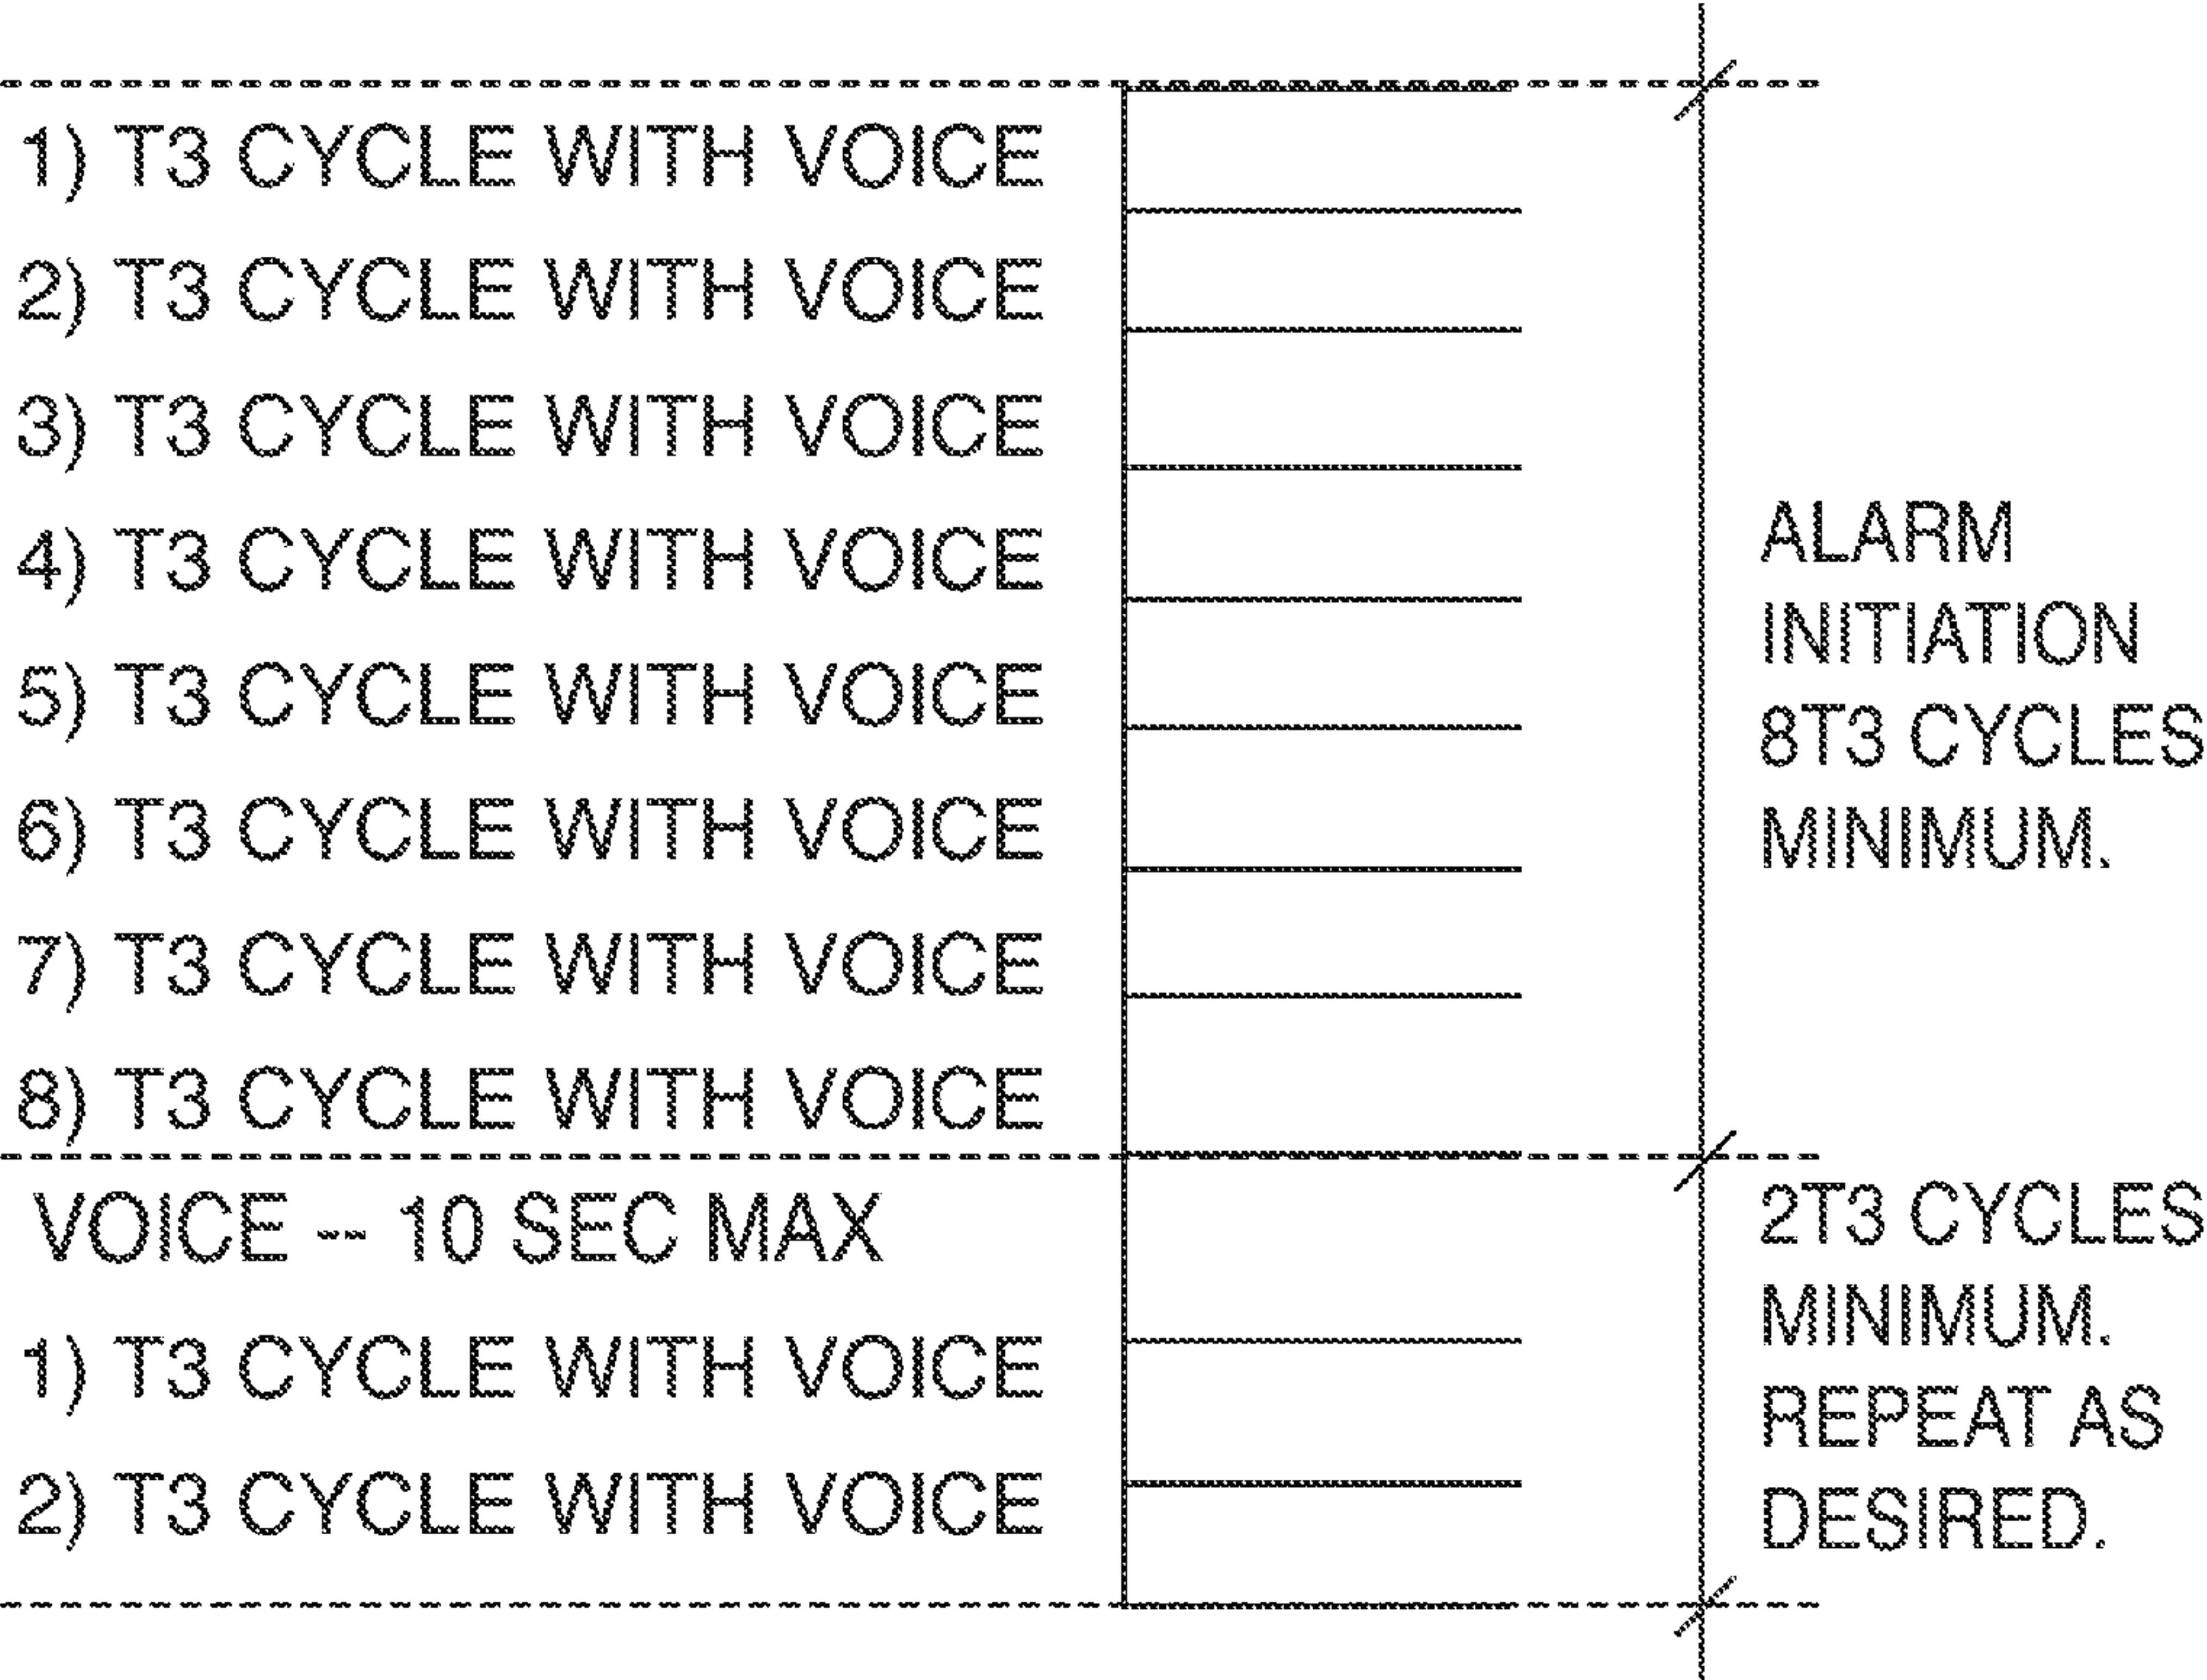 1) T3 CYCLE WITH VOICE
2) T3 CYCLE WITH VOICE
3) T3 CYCLE WITH VOICE
4) T3 CYCLE WITH VOICE
5) T3 CYCLE WITH VOICE
6) T3 CYCLE WITH VOICE
7) T3 CYCLE WITH VOICE
8) T3 CYCLE WITH VOICE
ALARM
INITIATION
8T3 CYCLES
MINIMUM.
VOICE -- 10 SEC MAX
1) T3 CYCLE WITH VOICE
2) T3 CYCLE WITH VOICE
2T3 CYCLES
MINIMUM.
REPEAT AS
DESIRED.